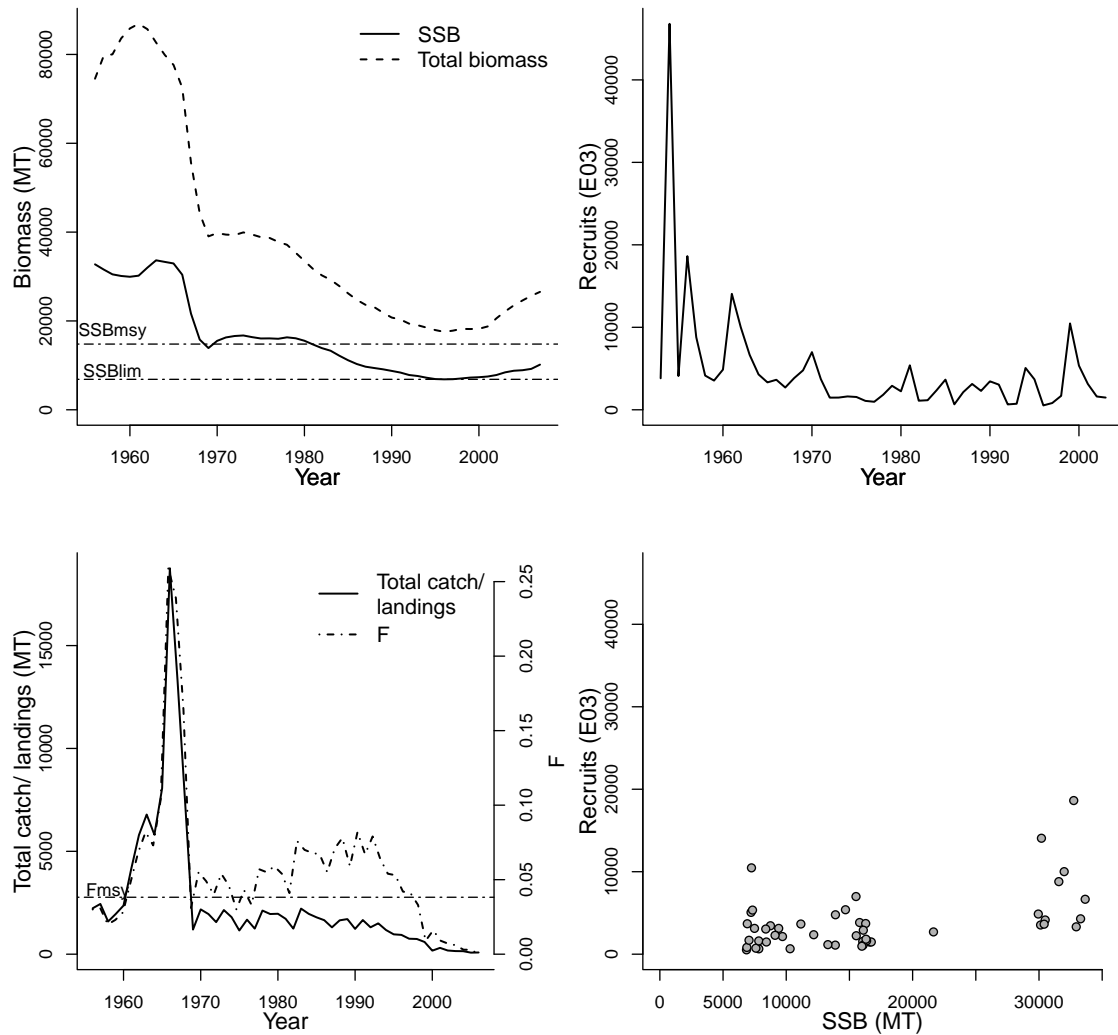 SSB
Total biomass
Biomass (MT)
0
20000
40000
60000
80000
SSBmsy
SSBlim
1960
1970
1980
1990
2000
Year
Recruits (E03)
0
10000
20000
30000
40000
1960
1970
1980
1990
2000
Year
Total catch/
landings
F
Total catch/ landings (MT)
0
5000
10000
15000
Fmsy
0.00
0.05
0.10
0.15
0.20
0.25
F
1960
1970
1980
1990
2000
Year
Recruits (E03)
0
10000
20000
30000
40000
0
5000
10000
20000
30000
SSB (MT)